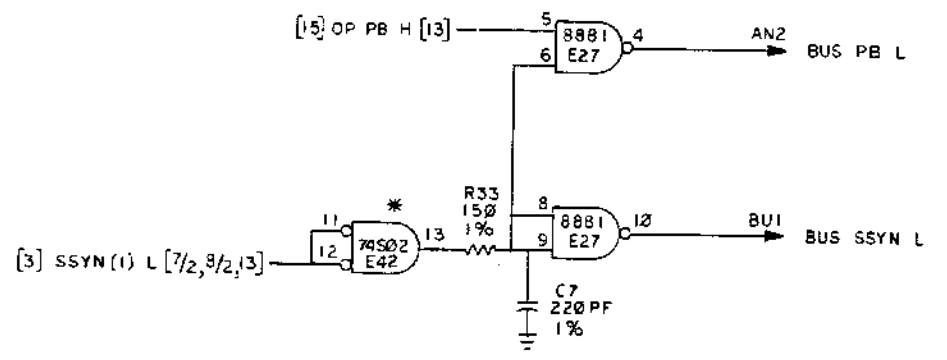 [15] OP PB H [13]
5
8881
E27
4
AN2
BUS PB L
6
R33
150
1%
8
8881
E27
10
BU1
BUS SSYN L
9
*
11
74S02
E42
13
12
[3] SSYN(1) L [7/2,8/2,13]
C7
220PF
1%